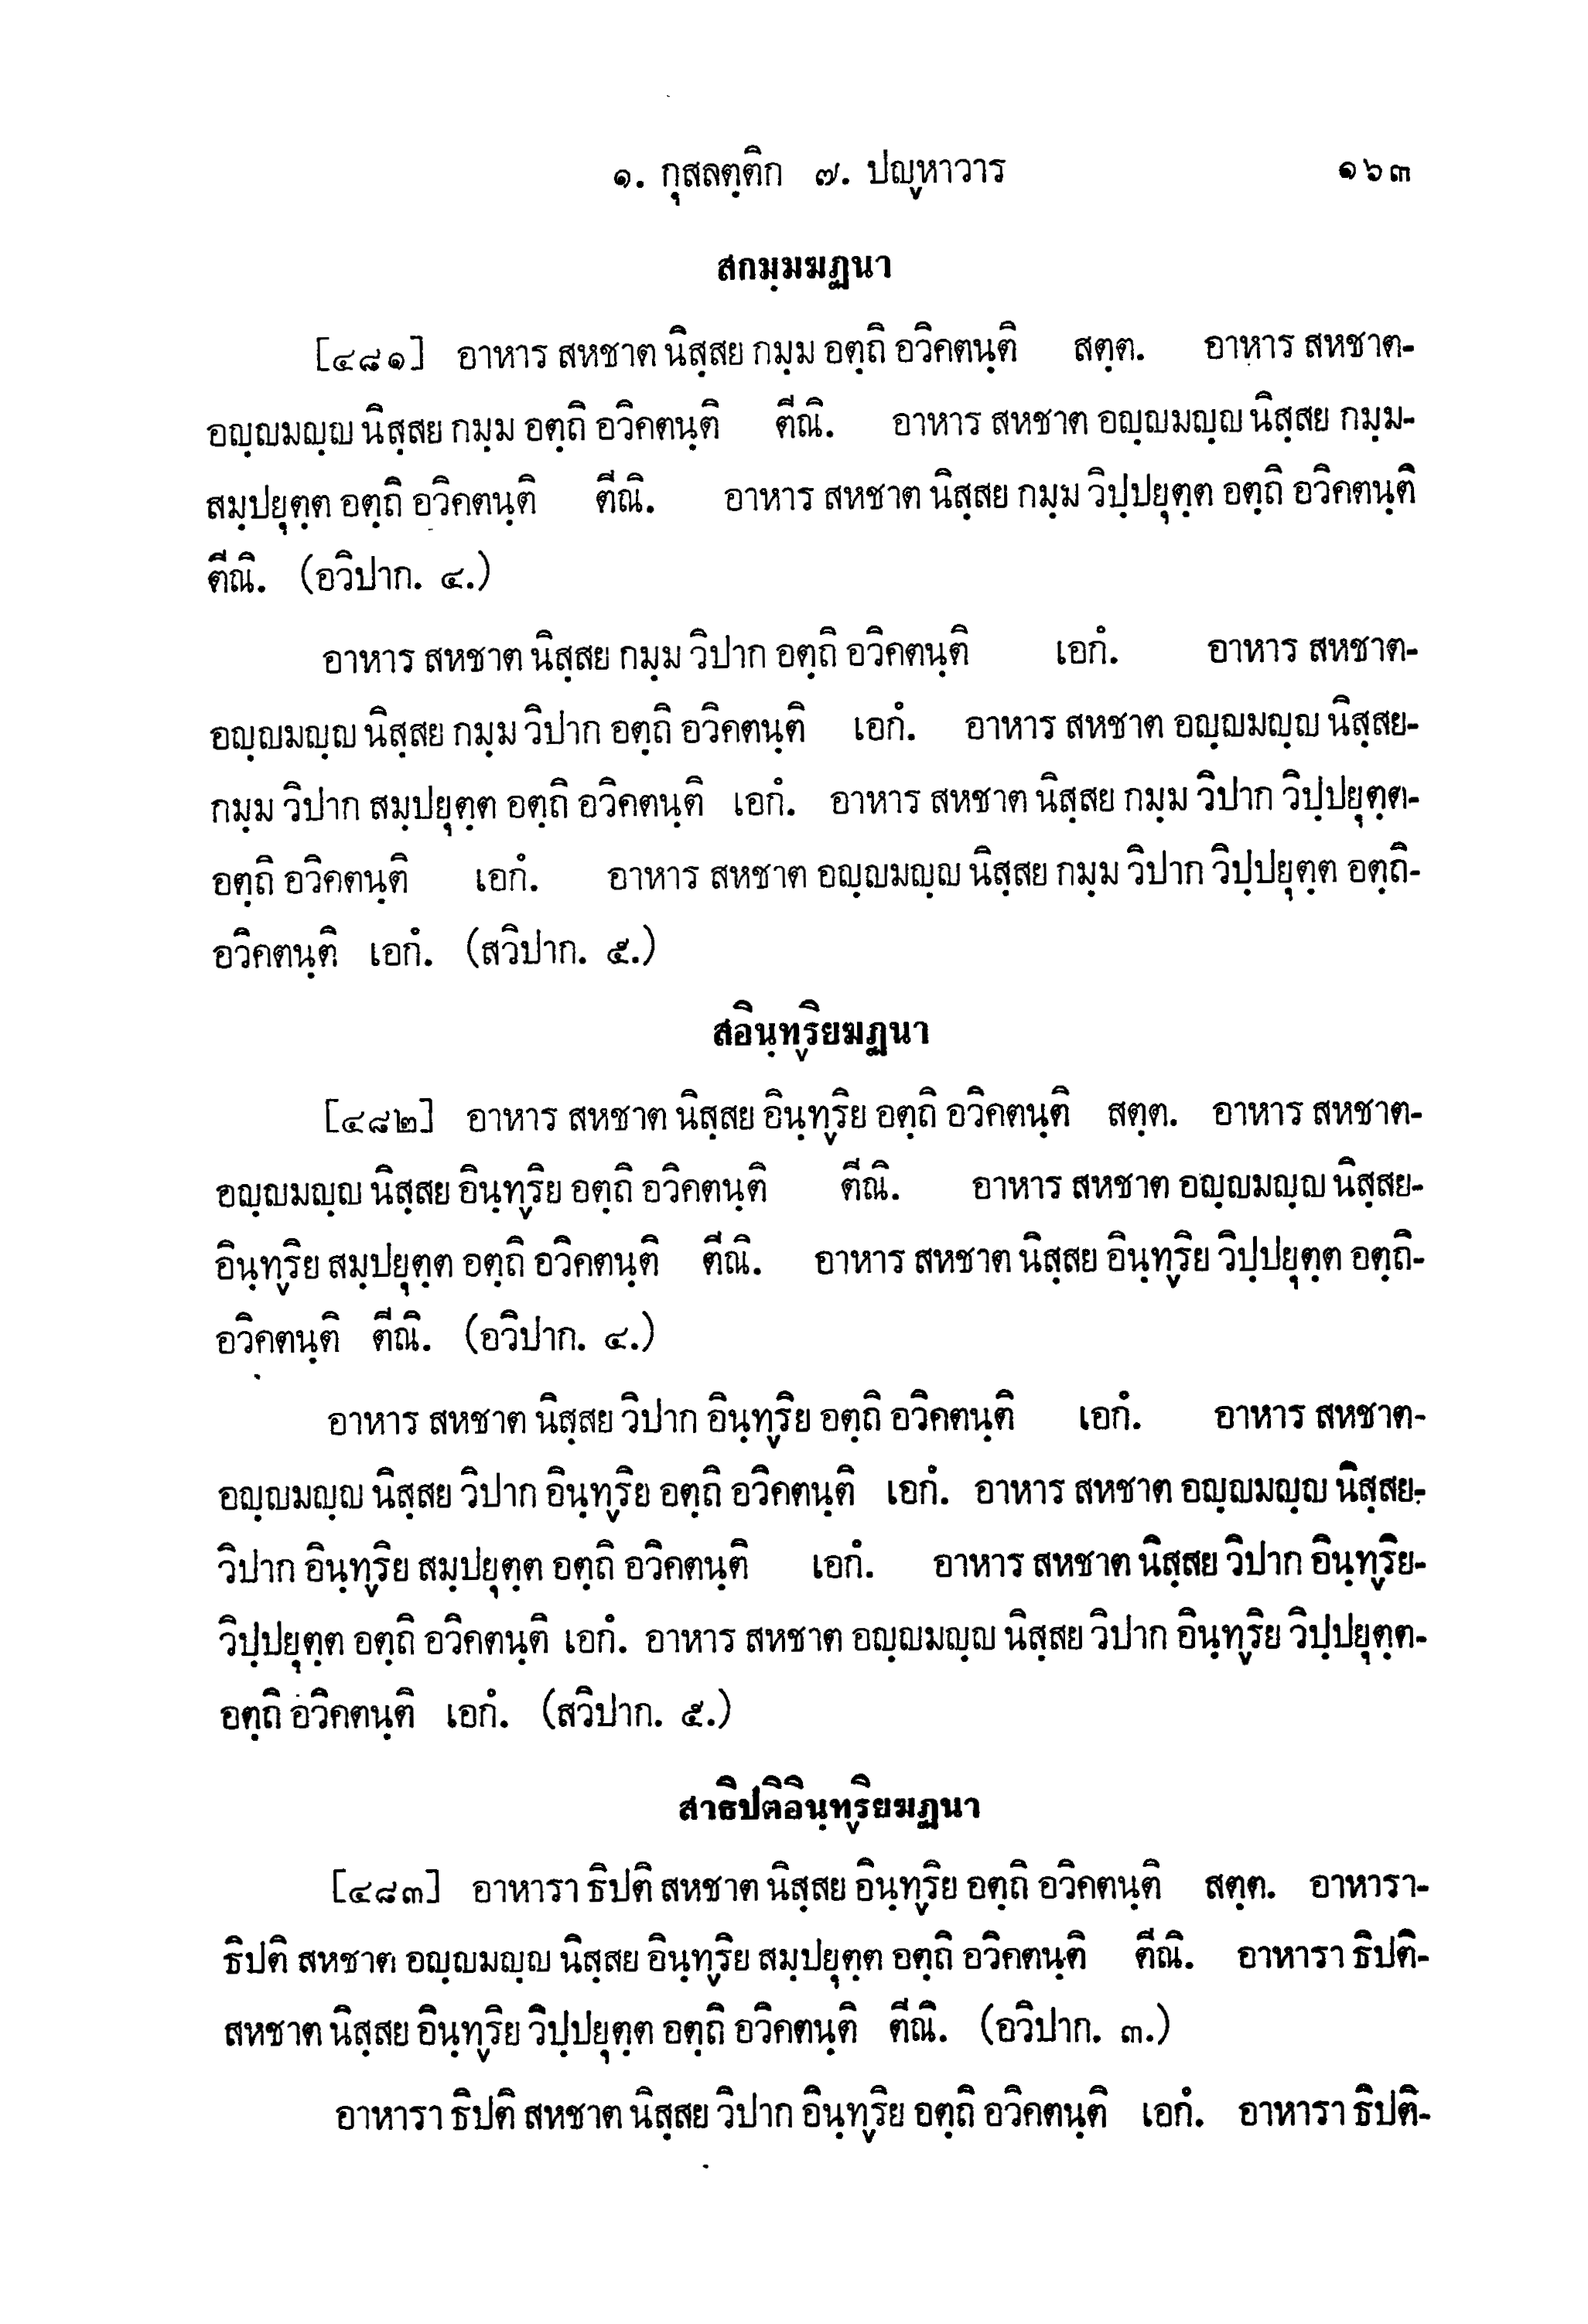 ๑. กุสลตฺติก ๗. ปญฺหาวาร ๑๖๓
สกมฺมฆฏนา
[๔๘๑] อาหาร สหชาต นิสฺสย กมฺม อตฺถิ อวิคตนฺติ สตฺต. อาหาร สหชาต-
อญฺญมญฺญ นิสฺสย กมฺม อตฺถิ อวิคตนฺติ ตีณิ. อาหาร สหชาต อญฺญมญฺญ นิสฺสย กมฺม-
สมฺปยุตฺต อตฺถิ อวิคตนฺติ ตีณิ. อาหาร สหชาต นิสฺสย กมฺม วิปฺปยุตฺต อตฺถิ อวิคตนฺติ
ตีณิ. (อวิปาก. ๔.)
อาหาร สหชาต นิสฺสย กมฺม วิปาก อตฺถิ อวิคตนฺติ เอกํ. อาหาร สหชาต-
อญฺญมญฺญ นิสฺสย กมฺม วิปาก อตฺถิ อวิคตนฺติ เอกํ. อาหาร สหชาต อญฺญมญฺญ นิสฺสย-
กมฺม วิปาก สมฺปยุตฺต อตฺถิ อวิคตนฺติ เอกํ. อาหาร สหชาต นิสฺสย กมฺม วิปาก วิปฺปยุตฺต-
อตฺถิ อวิคตนฺติ เอกํ. อาหาร สหชาต อญฺญมญฺญ นิสฺสย กมฺม วิปาก วิปฺปยุตฺต อตฺถิ-
อวิคตนฺติ เอกํ. (สวิปาก. ๕.)
สอินฺทฺริยฆฏนา
[๔๘๒] อาหาร สหชาต นิสฺสย อินฺทฺริย อตฺถิ อวิคตนฺติ สตฺต. อาหาร สหชาต-
อญฺญมญฺญ นิสฺสย อินฺทฺริย อตฺถิ อวิคตนฺติ ตีณิ. อาหาร สหชาต อญฺญมญฺญ นิสฺสย-
อินฺทฺริย สมฺปยุตฺต อตฺถิ อวิคตนฺติ ตีณิ. อาหาร สหชาต นิสฺสย อินฺทฺริย วิปฺปยุตฺต อตฺถิ-
อวิคตนฺติ ตีณิ. (อวิปาก. ๔.)
อาหาร สหชาต นิสฺสย วิปาก อินฺทฺริย อตฺถิ อวิคตนฺติ เอกํ. อาหาร สหชาต-
อญฺญมญฺญ นิสฺสย วิปาก อินฺทฺริย อตฺถิ อวิคตนฺติ เอกํ. อาหาร สหชาต อญฺญมญฺญ นิสฺสย-
วิปาก อินฺทฺริย สมฺปยุตฺต อตฺถิ อวิคตนฺติ เอกํ. อาหาร สหชาต นิสฺสย วิปาก อินฺทฺริย-
วิปฺปยุตฺต อตฺถิ อวิคตนฺติ เอกํ. อาหาร สหชาต อญฺญมญฺญ นิสฺสย วิปาก อินฺทฺริย วิปฺปยุตฺต-
อตฺถิ อวิคตนฺติ เอกํ. (สวิปาก. ๕.)
สาธิปติอินฺทฺริยฆฏนา
[๔๘๓] อาหารา ธิปติ สหชาต นิสฺสย อินฺทฺริย อตฺถิ อวิคตนฺติ สตฺต. อาหารา-
ธิปติ สหชาต อญฺญมญฺญ นิสฺสย อินฺทฺริย สมฺปยุตฺต อตฺถิ อวิคตนฺติ ตีณิ. อาหารา ธิปติ-
สหชาต นิสฺสย อินฺทฺริย วิปฺปยุตฺต อตฺถิ อวิคตนฺติ ตีณิ. (อวิปาก. ๓.)
อาหารา ธิปติ สหชาต นิสฺสย วิปาก อินฺทฺริย อตฺถิ อวิคตนฺติ เอกํ. อาหารา ธิปติ-